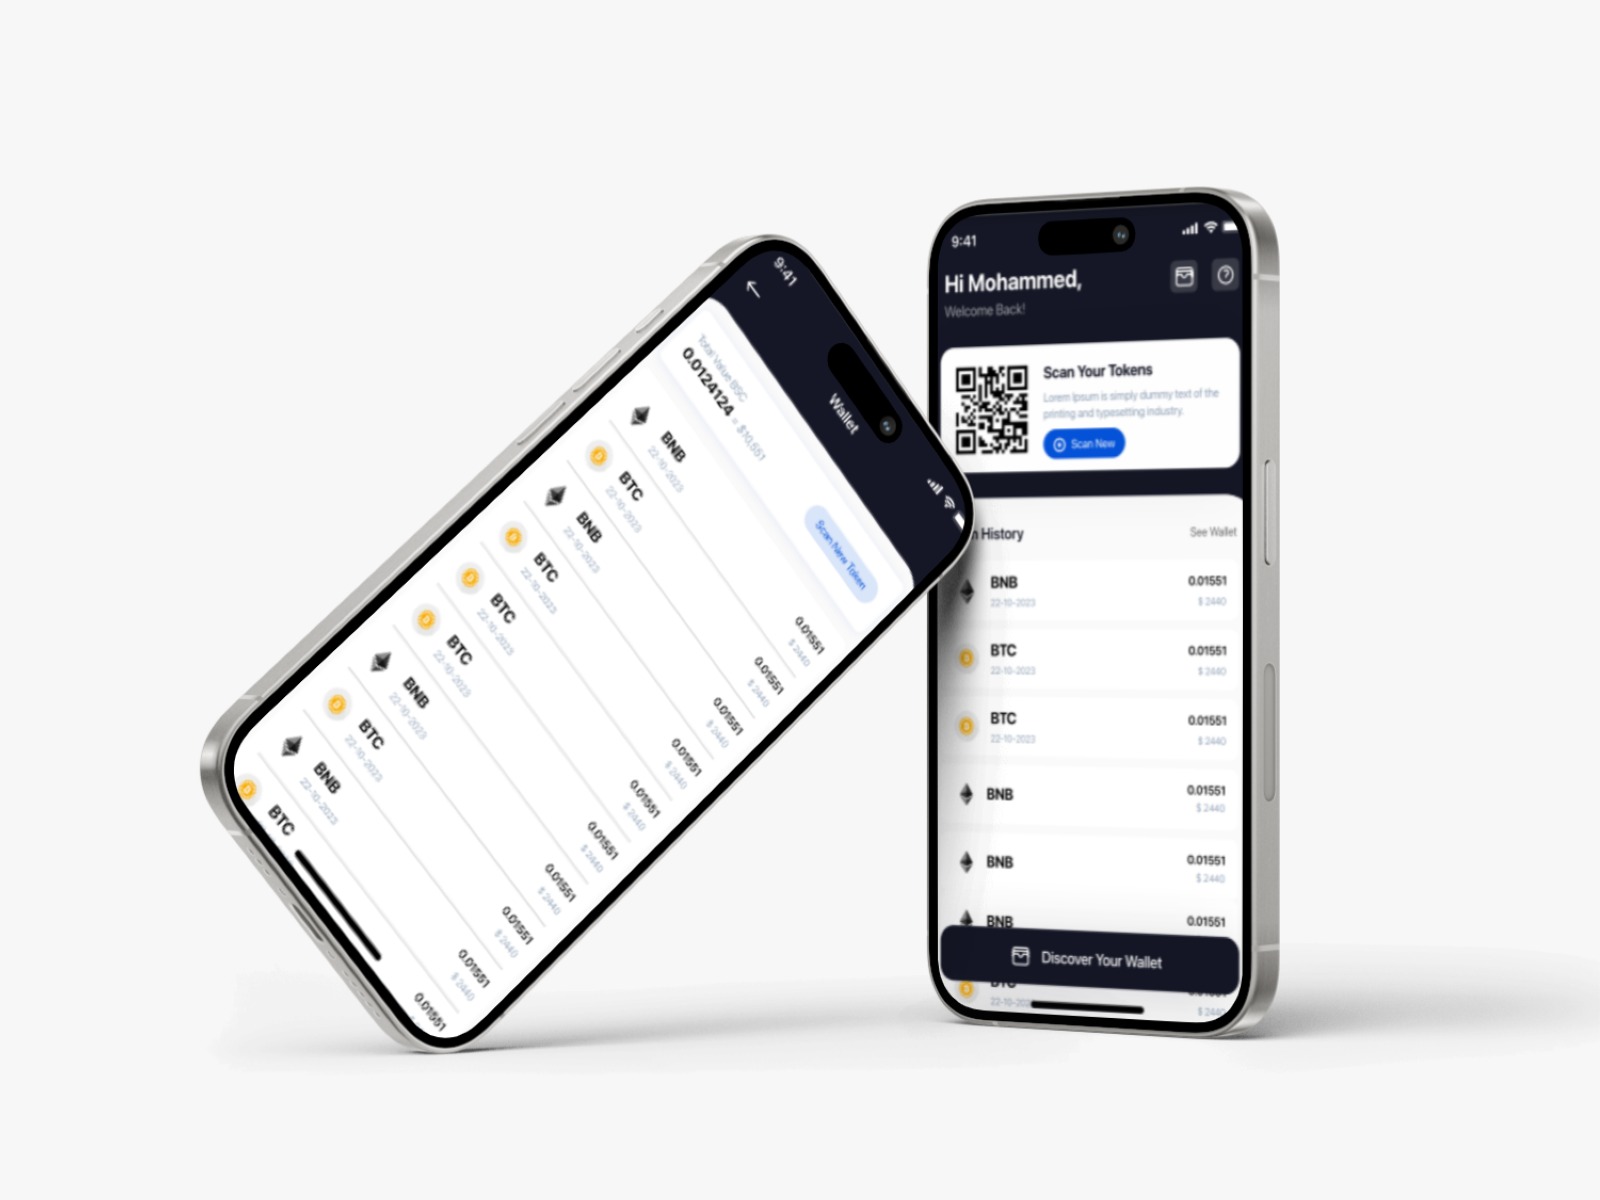 9:41
Wallet
Total Value BSC
0.0124124 = $10,551
Scan New Token
BNB
22-10-2023
0.01551
$ 2440
BTC
22-10-2023
0.01551
$ 2440
BNB
22-10-2023
0.01551
$ 2440
BTC
22-10-2023
0.01551
$ 2440
BTC
22-10-2023
0.01551
$ 2440
BTC
22-10-2023
0.01551
$ 2440
BNB
22-10-2023
0.01551
$ 2440
BTC
22-10-2023
0.01551
$ 2440
BNB
22-10-2023
0.01551
$ 2440
BTC
0.01551
9:41
Hi Mohammed,
Welcome Back!
Scan Your Tokens
Lorem Ipsum is simply dummy text of the
printing and typesetting industry.
Scan New
History
See Wallet
BNB
0.01551
22-10-2023
$ 2440
BTC
0.01551
22-10-2023
$ 2440
BTC
0.01551
22-10-2023
$ 2440
BNB
0.01551
$ 2440
BNB
0.01551
$ 2440
BNB
0.01551
Discover Your Wallet
BTC
22-10-202
$ 2440